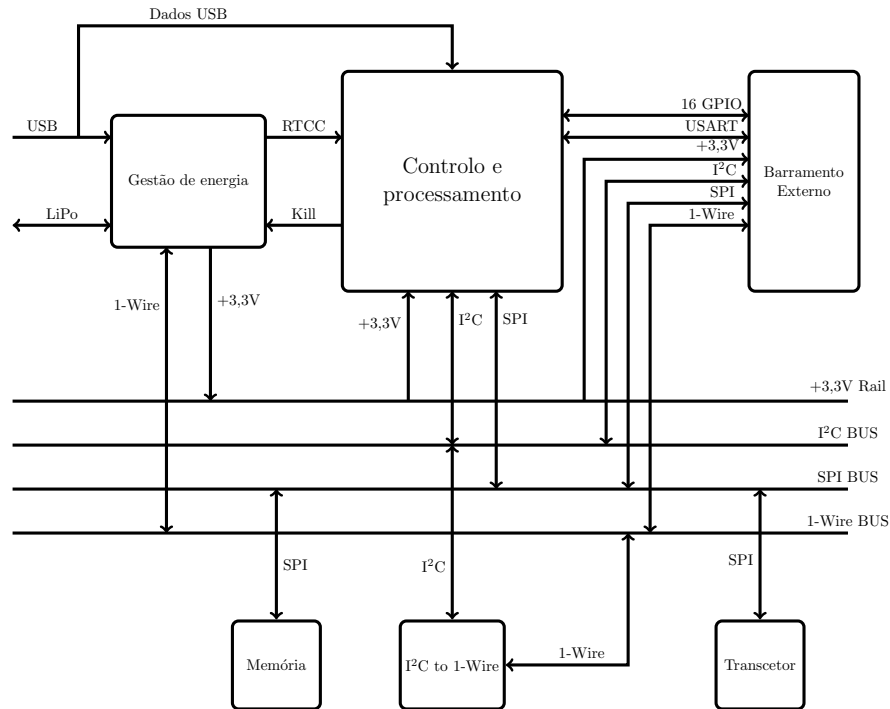 Dados USB
USB
RTCC
16 GPIO
USART
+3,3V
I²C
SPI
1-Wire
Gestão de energia
Controlo e
processamento
Barramento
Externo
LiPo
Kill
1-Wire
+3,3V
+3,3V
I²C
SPI
+3,3V Rail
I²C BUS
SPI BUS
1-Wire BUS
SPI
I²C
SPI
Memória
I²C to 1-Wire
1-Wire
Transcetor